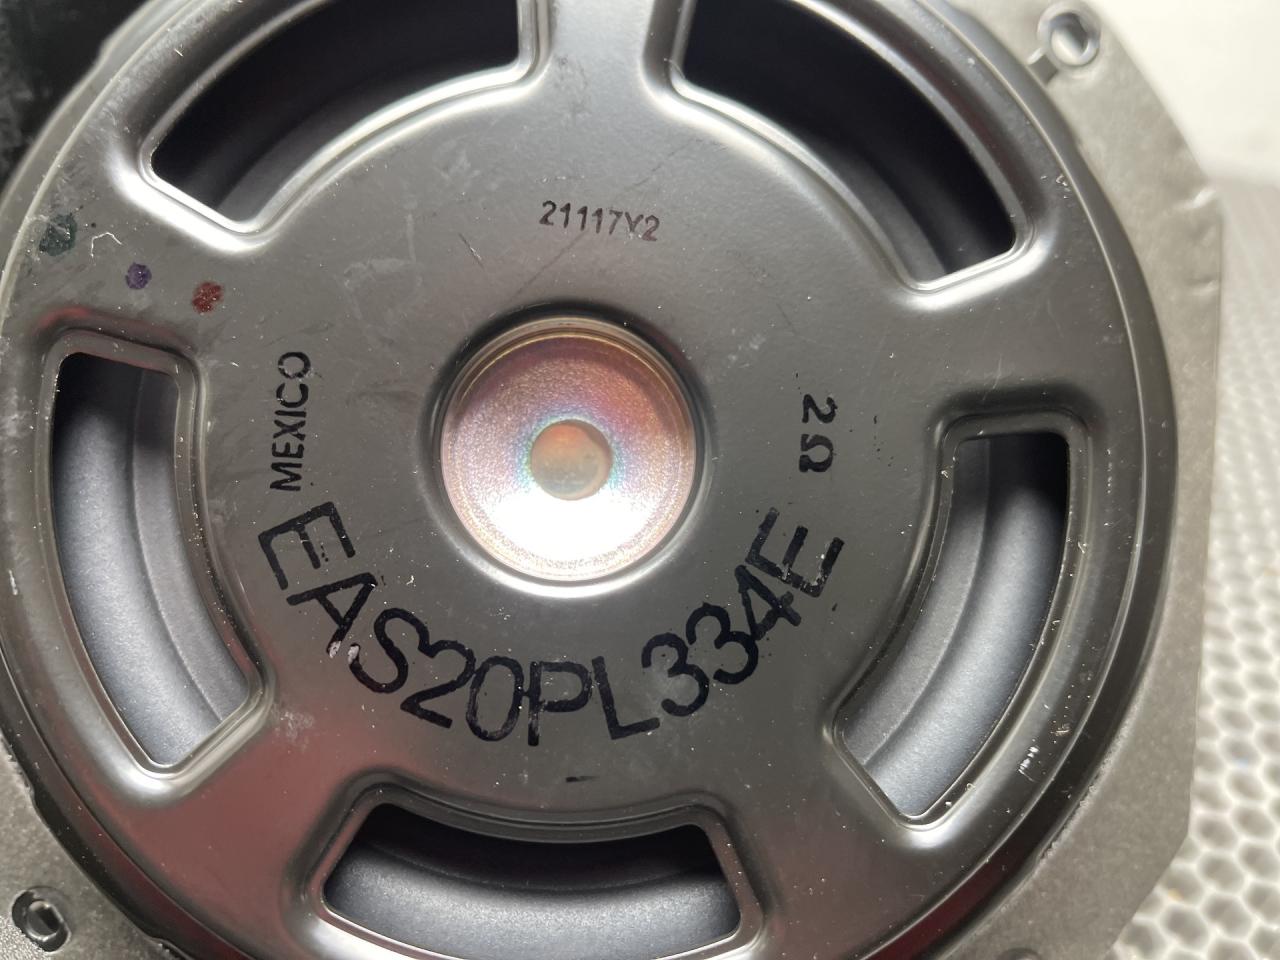 21117Y2
MEXICO
2Ω
EAS20PL334E